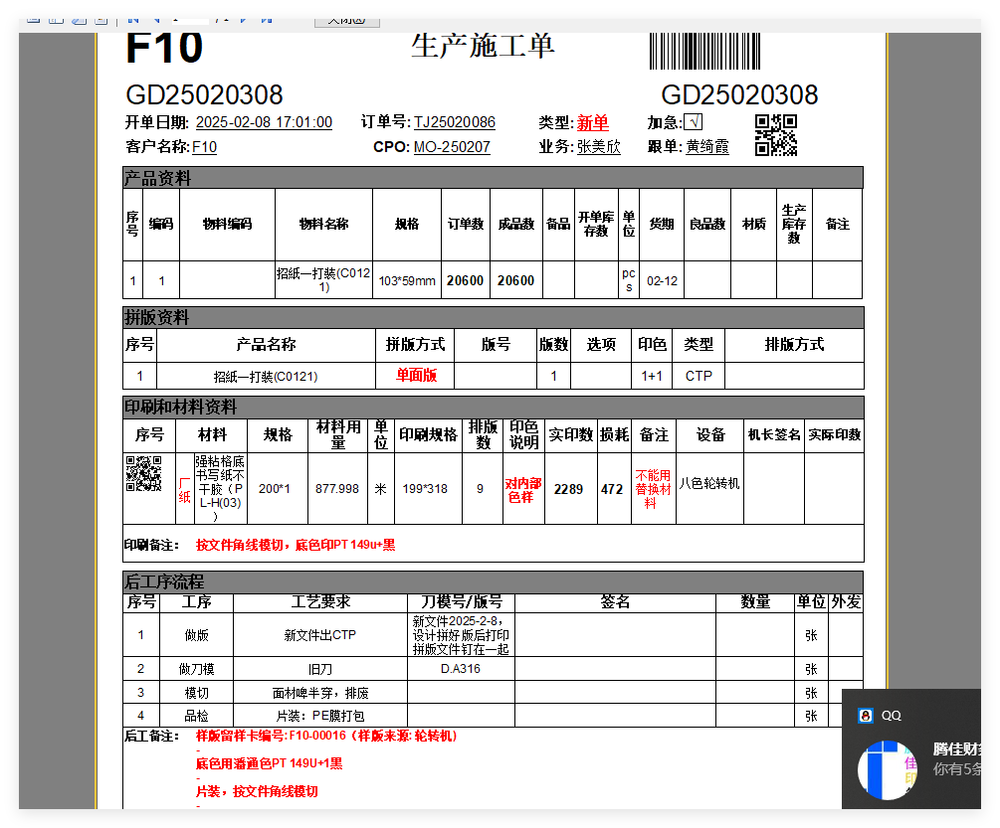 关闭(X)
F10
生产施工单
GD25020308
GD25020308
开单日期: 2025-02-08 17:01:00 订单号: TJ25020086 类型: 新单 加急: √
客户名称: F10 CPO: MO-250207 业务: 张美欣 跟单: 黄绮霞
产品资料
序号 编码 物料编码 物料名称 规格 订单数 成品数 备品 开单库存数 单位 货期 良品数 材质 生产库存数 备注
1 1 招紙一打裝(C0121) 103*59mm 20600 20600 pcs 02-12
拼版资料
序号 产品名称 拼版方式 版号 版数 选项 印色 类型 排版方式
1 招紙一打裝(C0121) 单面版 1 1+1 CTP
印刷和材料资料
序号 材料 规格 材料用量 单位 印刷规格 排版数 印色说明 实印数 损耗 备注 设备 机长签名 实际印数
厂纸 强粘格底书写纸不干胶（PL-H(03)） 200*1 877.998 米 199*318 9 对内部色样 2289 472 不能用替换材料 八色轮转机
印刷备注: 按文件角线模切，底色印PT 149u+黑
后工序流程
序号 工序 工艺要求 刀模号/版号 签名 数量 单位 外发
1 做版 新文件出CTP 新文件2025-2-8，设计拼好版后打印拼版文件钉在一起 张
2 做刀模 旧刀 D.A316 张
3 模切 面材啤半穿，排废 张
4 品检 片装：PE膜打包 张
后工备注: 样版留样卡编号: F10-00016（样版来源: 轮转机）
-
底色用潘通色PT 149U+1黑
-
片装，按文件角线模切
-
QQ
腾佳财务
你有5条